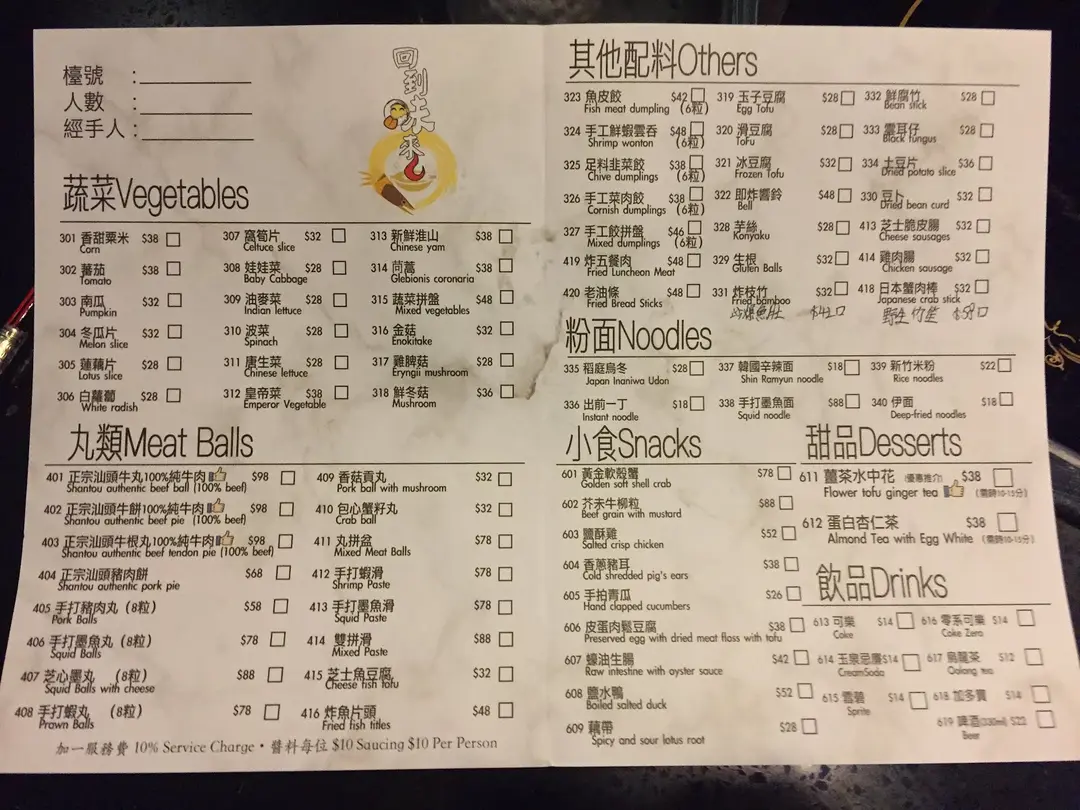 檯號 :
人數 :
經手人 :
回到未來
蔬菜Vegetables
301 香甜粟米 $38
Corn
302 蕃茄 $38
Tomato
303 南瓜 $32
Pumpkin
304 冬瓜片 $32
Melon slice
305 蓮藕片 $28
Lotus slice
306 白蘿蔔 $28
White radish
307 窩筍片 $32
Celtuce slice
308 娃娃菜 $28
Baby Cabbage
309 油麥菜 $28
Indian lettuce
310 波菜 $28
Spinach
311 唐生菜 $28
Chinese lettuce
312 皇帝菜 $38
Emperor Vegetable
313 新鮮淮山 $38
Chinese yam
314 茼蒿 $38
Glebionis coronaria
315 蔬菜拼盤 $48
Mixed vegetables
316 金菇 $32
Enokitake
317 雞脾菇 $28
Eryngii mushroom
318 鮮冬菇 $36
Mushroom
丸類Meat Balls
401 正宗汕頭牛丸100%純牛肉 $98
Shantou authentic beef ball (100% beef)
402 正宗汕頭牛餅100%純牛肉 $98
Shantou authentic beef pie (100% beef)
403 正宗汕頭牛根丸100%純牛肉 $98
Shantou authentic beef tendon pie (100% beef)
404 正宗汕頭豬肉餅 $68
Shantou authentic pork pie
405 手打豬肉丸 (8粒) $58
Pork Balls
406 手打墨魚丸 (8粒) $78
Squid Balls
407 芝心墨丸 (8粒) $88
Squid Balls with cheese
408 手打蝦丸 (8粒) $78
Prawn Balls
409 香菇貢丸 $32
Pork ball with mushroom
410 包心蟹籽丸 $32
Crab ball
411 丸拼盆 $78
Mixed Meat Balls
412 手打蝦滑 $78
Shrimp Paste
413 手打墨魚滑 $78
Squid Paste
414 雙拼滑 $88
Mixed Paste
415 芝士魚豆腐 $32
Cheese fish tofu
416 炸魚片頭 $48
Fried fish titles
加一服務費 10% Service Charge • 醬料每位 $10 Saucing $10 Per Person
其他配料Others
323 魚皮餃 $42
Fish meat dumpling (6粒)
324 手工鮮蝦雲吞 $48
Shrimp wonton (6粒)
325 足料韭菜餃 $38
Chive dumplings (6粒)
326 手工菜肉餃 $38
Cornish dumplings (6粒)
327 手工餃拼盤 $46
Mixed dumplings (6粒)
419 炸五餐肉 $48
Fried Luncheon Meat
420 老油條 $48
Fried Bread Sticks
319 玉子豆腐 $28
Egg Tofu
320 滑豆腐 $28
ToFu
321 冰豆腐 $32
Frozen Tofu
322 即炸響鈴 $48
Bell
328 芋絲 $28
Konyaku
329 生根 $32
Gluten Balls
331 炸枝竹 $32
Fried bamboo
魚肚 $42
332 鮮腐竹 $28
Bean stick
333 雲耳仔 $28
Black fungus
334 土豆片 $36
Dried potato slice
330 豆卜 $32
Dried bean curd
413 芝士脆皮腸 $32
Cheese sausages
414 雞肉腸 $32
Chicken sausage
418 日本蟹肉棒 $32
Japanese crab stick
野生竹笙 $58
粉面Noodles
335 稻庭烏冬 $28
Japan Inaniwa Udon
336 出前一丁 $18
Instant noodle
337 韓國辛辣面 $18
Shin Ramyun noodle
338 手打墨魚面 $88
Squid noodle
339 新竹米粉 $22
Rice noodles
340 伊面 $18
Deep-fried noodles
小食Snacks
601 黃金軟殼蟹 $78
Golden soft shell crab
602 芥末牛柳粒 $88
Beef grain with mustard
603 鹽酥雞 $52
Salted crisp chicken
604 香蔥豬耳 $38
Cold shredded pig's ears
605 手拍青瓜 $26
Hand clapped cucumbers
606 皮蛋肉鬆豆腐 $38
Preserved egg with dried meat floss with tofu
607 蠔油生腸 $42
Raw intestine with oyster sauce
608 鹽水鴨 $52
Boiled salted duck
609 藕帶 $28
Spicy and sour lotus root
甜品Desserts
611 薑茶水中花 (優惠推介) $38
Flower tofu ginger tea (需時10-15分)
612 蛋白杏仁茶 $38
Almond Tea with Egg White (需時10-15分)
飲品Drinks
613 可樂 $14
Coke
616 零系可樂 $14
Coke Zero
614 玉泉忌廉 $14
CreamSoda
617 烏龍茶 $12
Oolong tea
615 雪碧 $14
Sprite
618 加多寶 $14
619 啤酒(330ml) $22
Beer